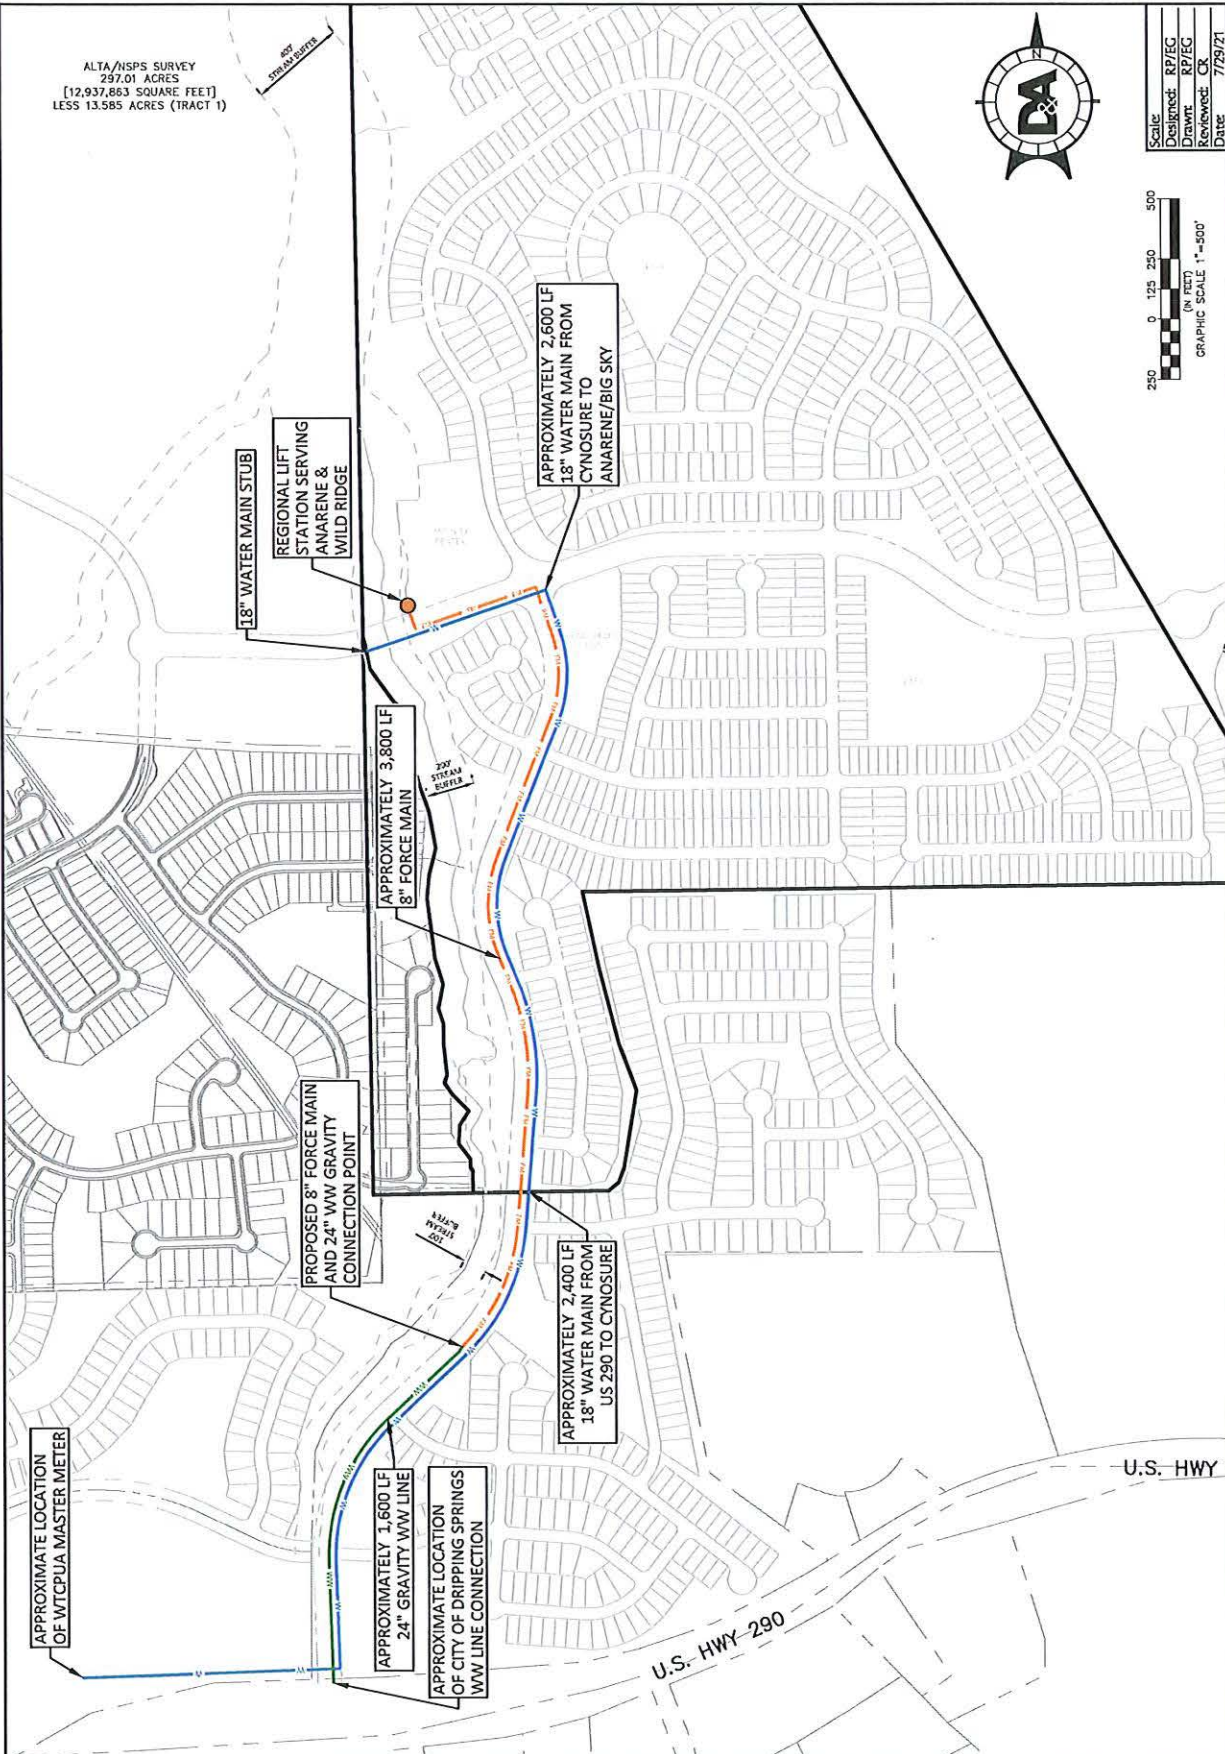 ALTA/NSPS SURVEY
297.01 ACRES
[12,937,863 SQUARE FEET]
LESS 13.585 ACRES (TRACT 1)
400'
STREAM BUFFER
N
D&A
Scale:
Designed: RP/EG
Drawn: RP/EG
Reviewed: CR
Date: 7/29/21
250 0 125 250 500
(IN FEET)
GRAPHIC SCALE 1"=500'
18" WATER MAIN STUB
REGIONAL LIFT
STATION SERVING
ANARENE &
WILD RIDGE
APPROXIMATELY 2,600 LF
18" WATER MAIN FROM
CYNOSURE TO
ANARENE/BIG SKY
APPROXIMATELY 3,800 LF
8" FORCE MAIN
STREAM
BUFFER
PROPOSED 8" FORCE MAIN
AND 24" WW GRAVITY
CONNECTION POINT
100'
STREAM
BUFFER
APPROXIMATELY 2,400 LF
18" WATER MAIN FROM
US 290 TO CYNOSURE
APPROXIMATE LOCATION
OF WTCPUA MASTER METER
APPROXIMATELY 1,600 LF
24" GRAVITY WW LINE
APPROXIMATE LOCATION
OF CITY OF DRIPPING SPRINGS
WW LINE CONNECTION
U.S. HWY 290
U.S. HWY